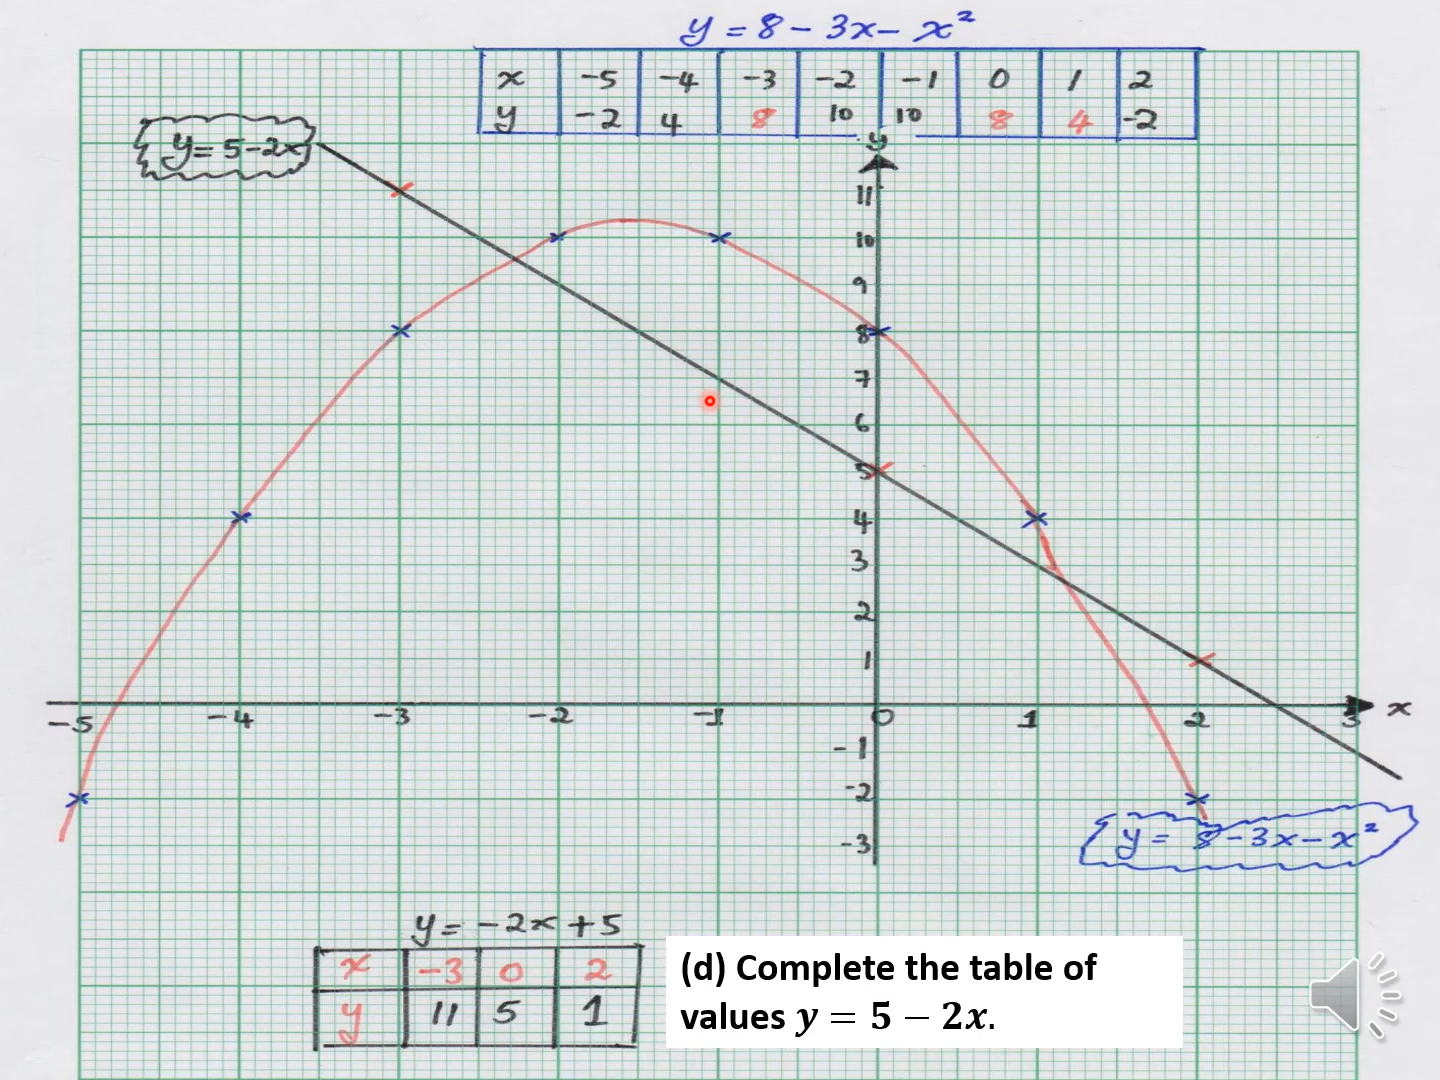 y = 8 - 3x - x²
x -5 -4 -3 -2 -1 0 1 2
y -2 4 8 10 10 8 4 -2
y = 5-2x
y
11
10
9
8
7
6
5
4
3
2
1
-5 -4 -3 -2 -1 0 1 2 3 x
-1
-2
-3
y = 8-3x-x²
y = -2x +5
x -3 0 2
y 11 5 1
(d) Complete the table of
values y = 5 − 2x.